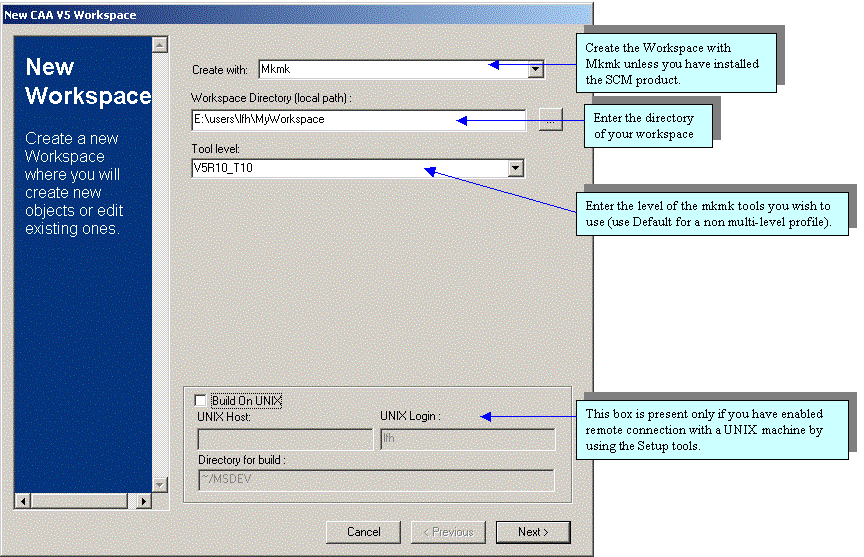 New CAA V5 Workspace
New
Workspace
Create a new
Workspace
where you will
create new
objects or edit
existing ones.
Create with: Mkmk
Create the Workspace with
Mkmk unless you have installed
the SCM product.
Workspace Directory (local path) :
E:\users\lfh\MyWorkspace ...
Enter the directory
of your workspace
Tool level:
V5R10_T10
Enter the level of the mkmk tools you wish to
use (use Default for a non multi-level profile).
Build On UNIX
UNIX Host: UNIX Login :
lfh
This box is present only if you have enabled
remote connection with a UNIX machine by
using the Setup tools.
Directory for build :
~/MSDEV
Cancel < Previous Next >